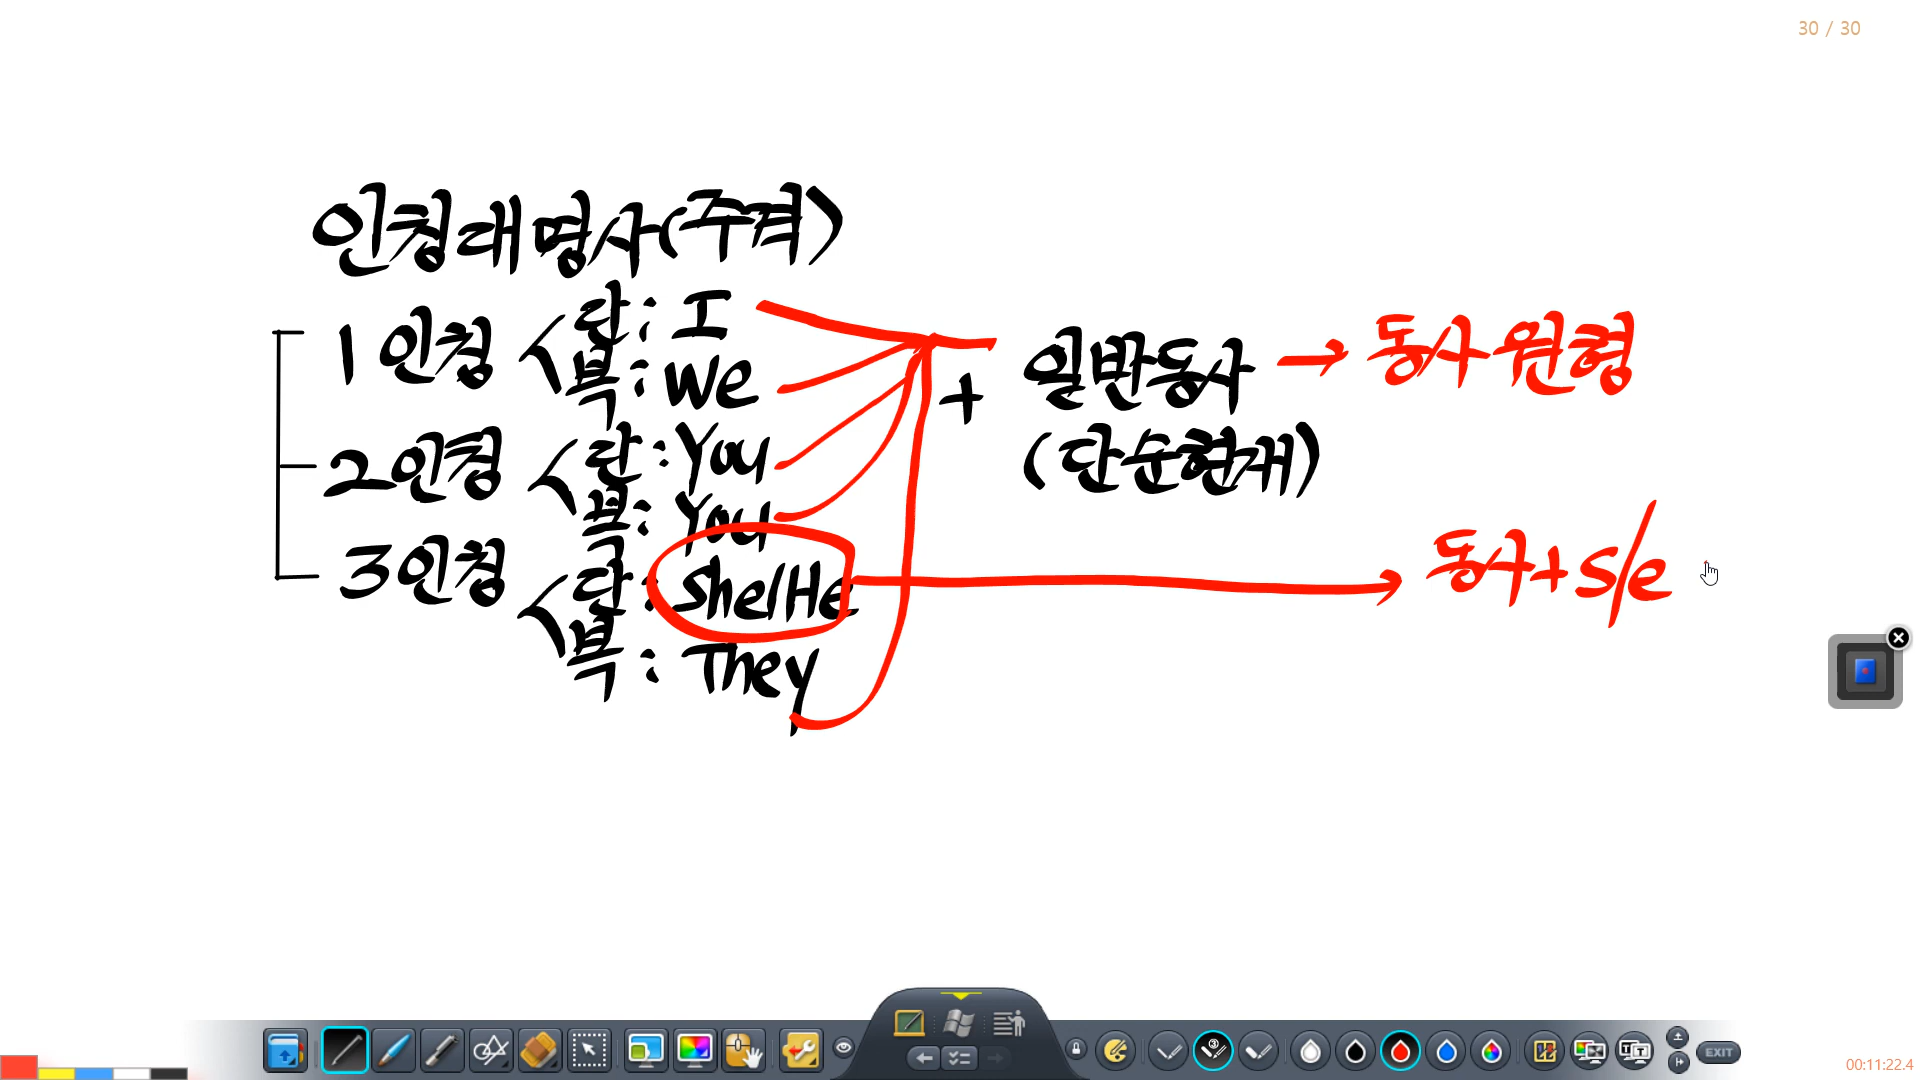 30 / 30
인칭대명사(주격)
1인칭 단: I
복: We
+ 일반동사 → 동사원형
(단순현재)
2인칭 단: You
복: You
3인칭 단: She/He → 동사+s/e
복: They
EXIT
00:11:22.4